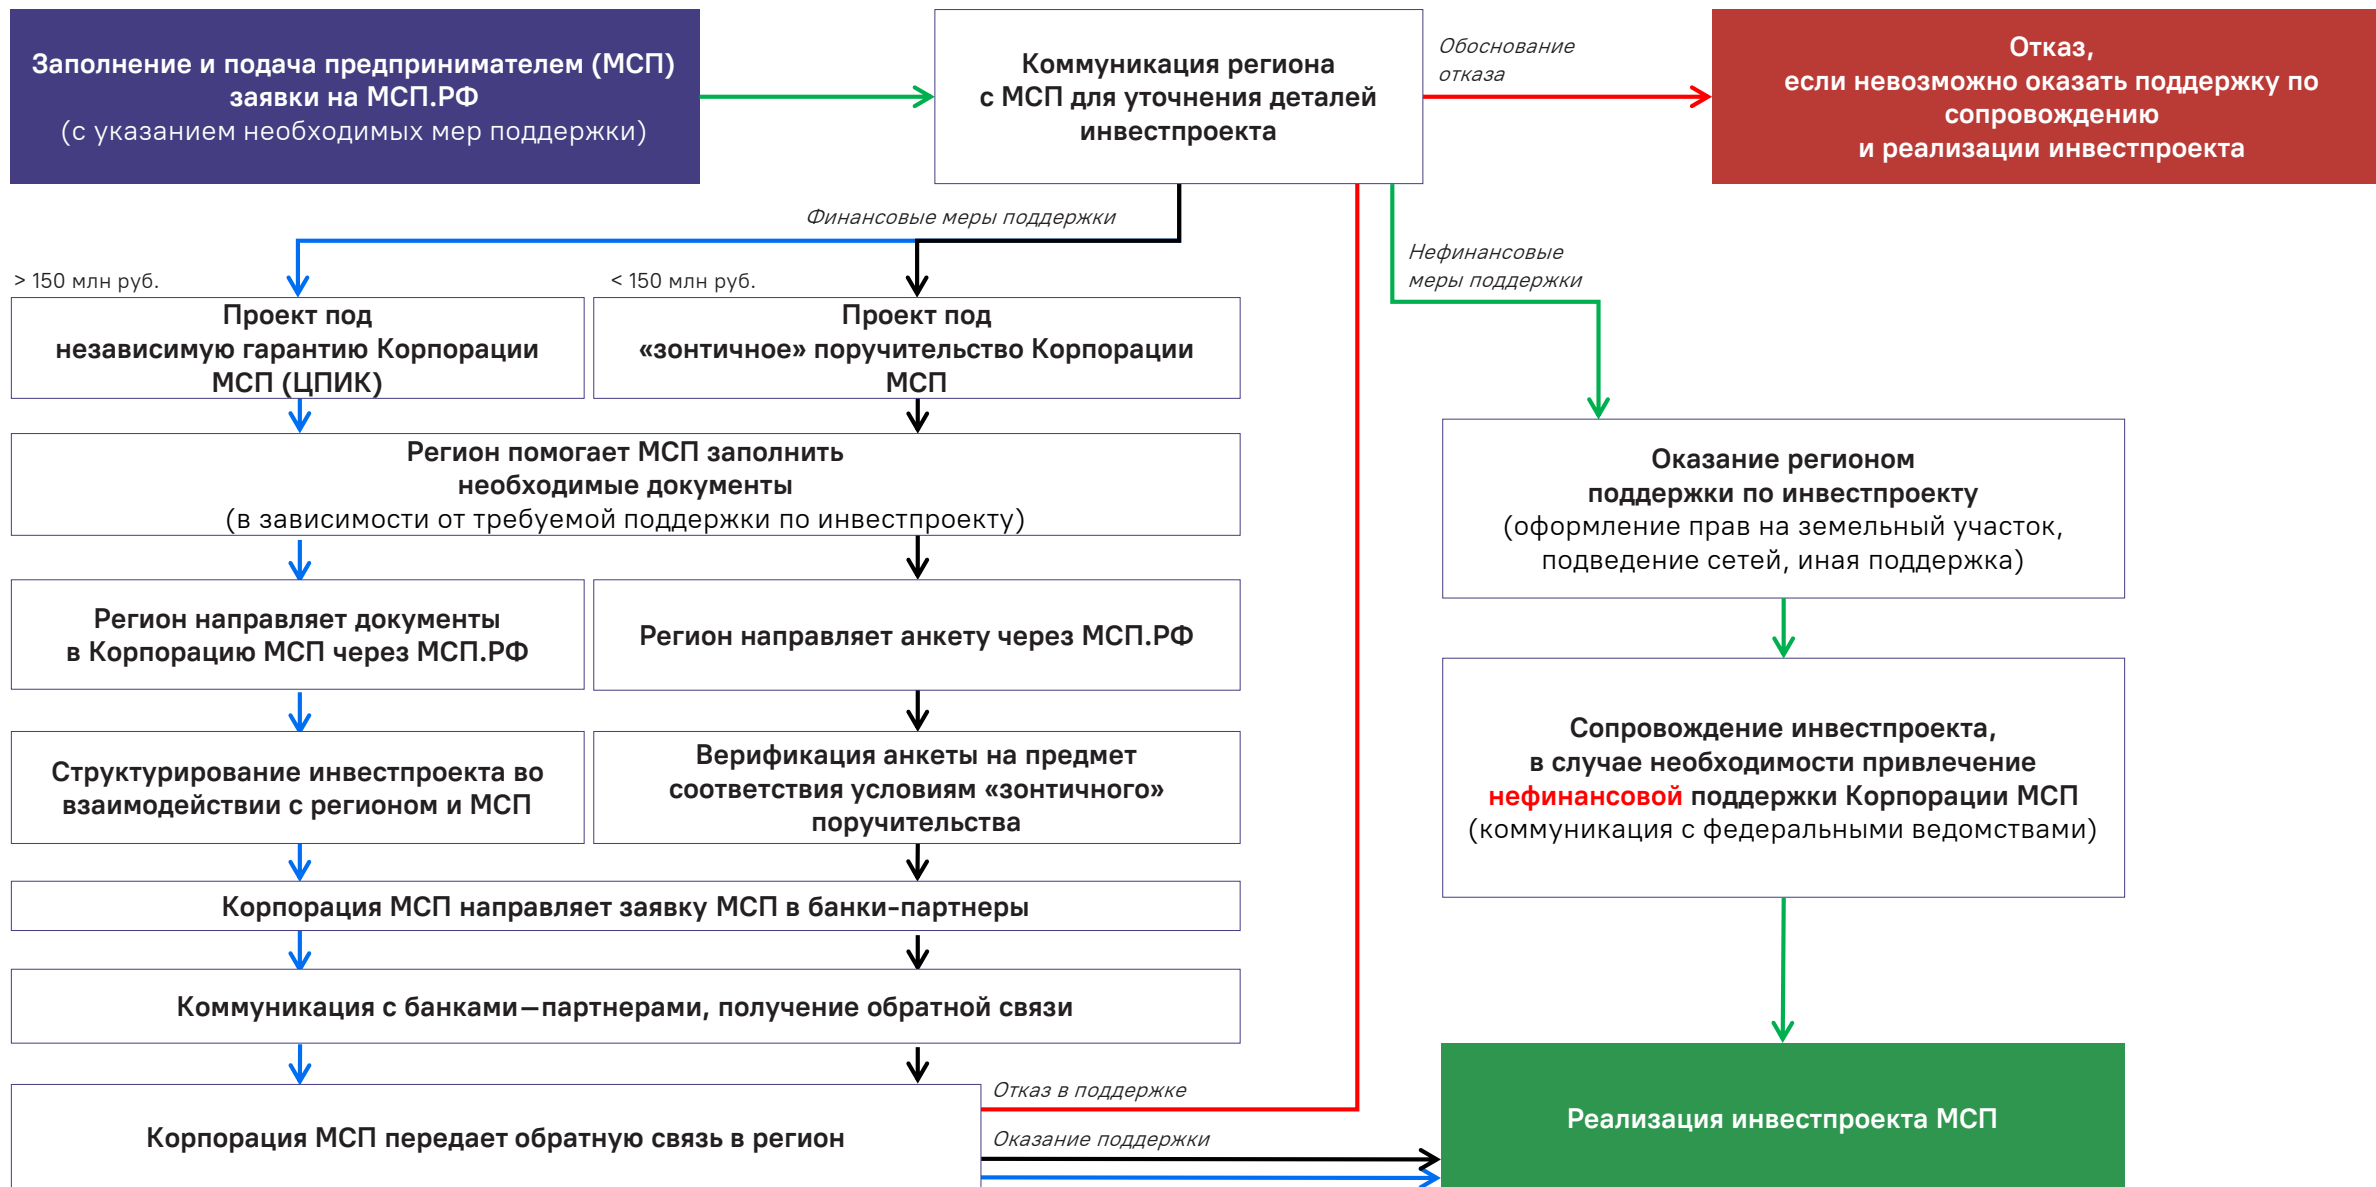 Заполнение и подача предпринимателем (МСП)
заявки на МСП.РФ
(с указанием необходимых мер поддержки)
Коммуникация региона
с МСП для уточнения деталей
инвестпроекта
Обоснование
отказа
Отказ,
если невозможно оказать поддержку по
сопровождению
и реализации инвестпроекта
Финансовые меры поддержки
Нефинансовые
меры поддержки
> 150 млн руб.
< 150 млн руб.
Проект под
независимую гарантию Корпорации
МСП (ЦПИК)
Проект под
«зонтичное» поручительство Корпорации
МСП
Регион помогает МСП заполнить
необходимые документы
(в зависимости от требуемой поддержки по инвестпроекту)
Оказание регионом
поддержки по инвестпроекту
(оформление прав на земельный участок,
подведение сетей, иная поддержка)
Регион направляет документы
в Корпорацию МСП через МСП.РФ
Регион направляет анкету через МСП.РФ
Структурирование инвестпроекта во
взаимодействии с регионом и МСП
Верификация анкеты на предмет
соответствия условиям «зонтичного»
поручительства
Сопровождение инвестпроекта,
в случае необходимости привлечение
нефинансовой поддержки Корпорации МСП
(коммуникация с федеральными ведомствами)
Корпорация МСП направляет заявку МСП в банки-партнеры
Коммуникация с банками–партнерами, получение обратной связи
Корпорация МСП передает обратную связь в регион
Отказ в поддержке
Оказание поддержки
Реализация инвестпроекта МСП